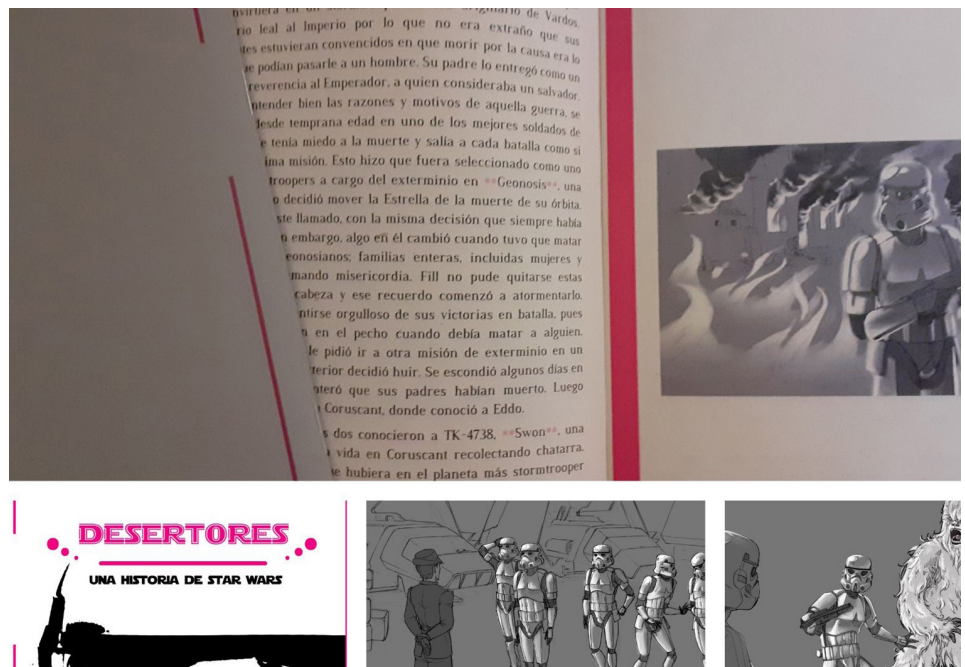 originario de Vardos,
rio leal al Imperio por lo que no era extraño que sus
estuvieran convencidos en que morir por la causa era lo
podían pasarle a un hombre. Su padre lo entregó como un
reverencia al Emperador, a quien consideraba un salvador.
ntender bien las razones y motivos de aquella guerra, se
desde temprana edad en uno de los mejores soldados de
e tenía miedo a la muerte y salía a cada batalla como si
ima misión. Esto hizo que fuera seleccionado como uno
troopers a cargo del exterminio en **Geonosis**, una
o decidió mover la Estrella de la muerte de su órbita.
ste llamado, con la misma decisión que siempre había
n embargo, algo en él cambió cuando tuvo que matar
eonosianos; familias enteras, incluidas mujeres y
mando misericordia. Fill no pude quitarse estas
cabeza y ese recuerdo comenzó a atormentarlo.
ntirse orgulloso de sus victorias en batalla, pues
n en el pecho cuando debía matar a alguien.
le pidió ir a otra misión de exterminio en un
terior decidió huir. Se escondió algunos días en
nteró que sus padres habían muerto. Luego
Coruscant, donde conoció a Eddo.
s dos conocieron a TK-4738, **Swon**, una
vida en Coruscant recolectando chatarra.
e hubiera en el planeta más stormtrooper
DESERTORES
UNA HISTORIA DE STAR WARS